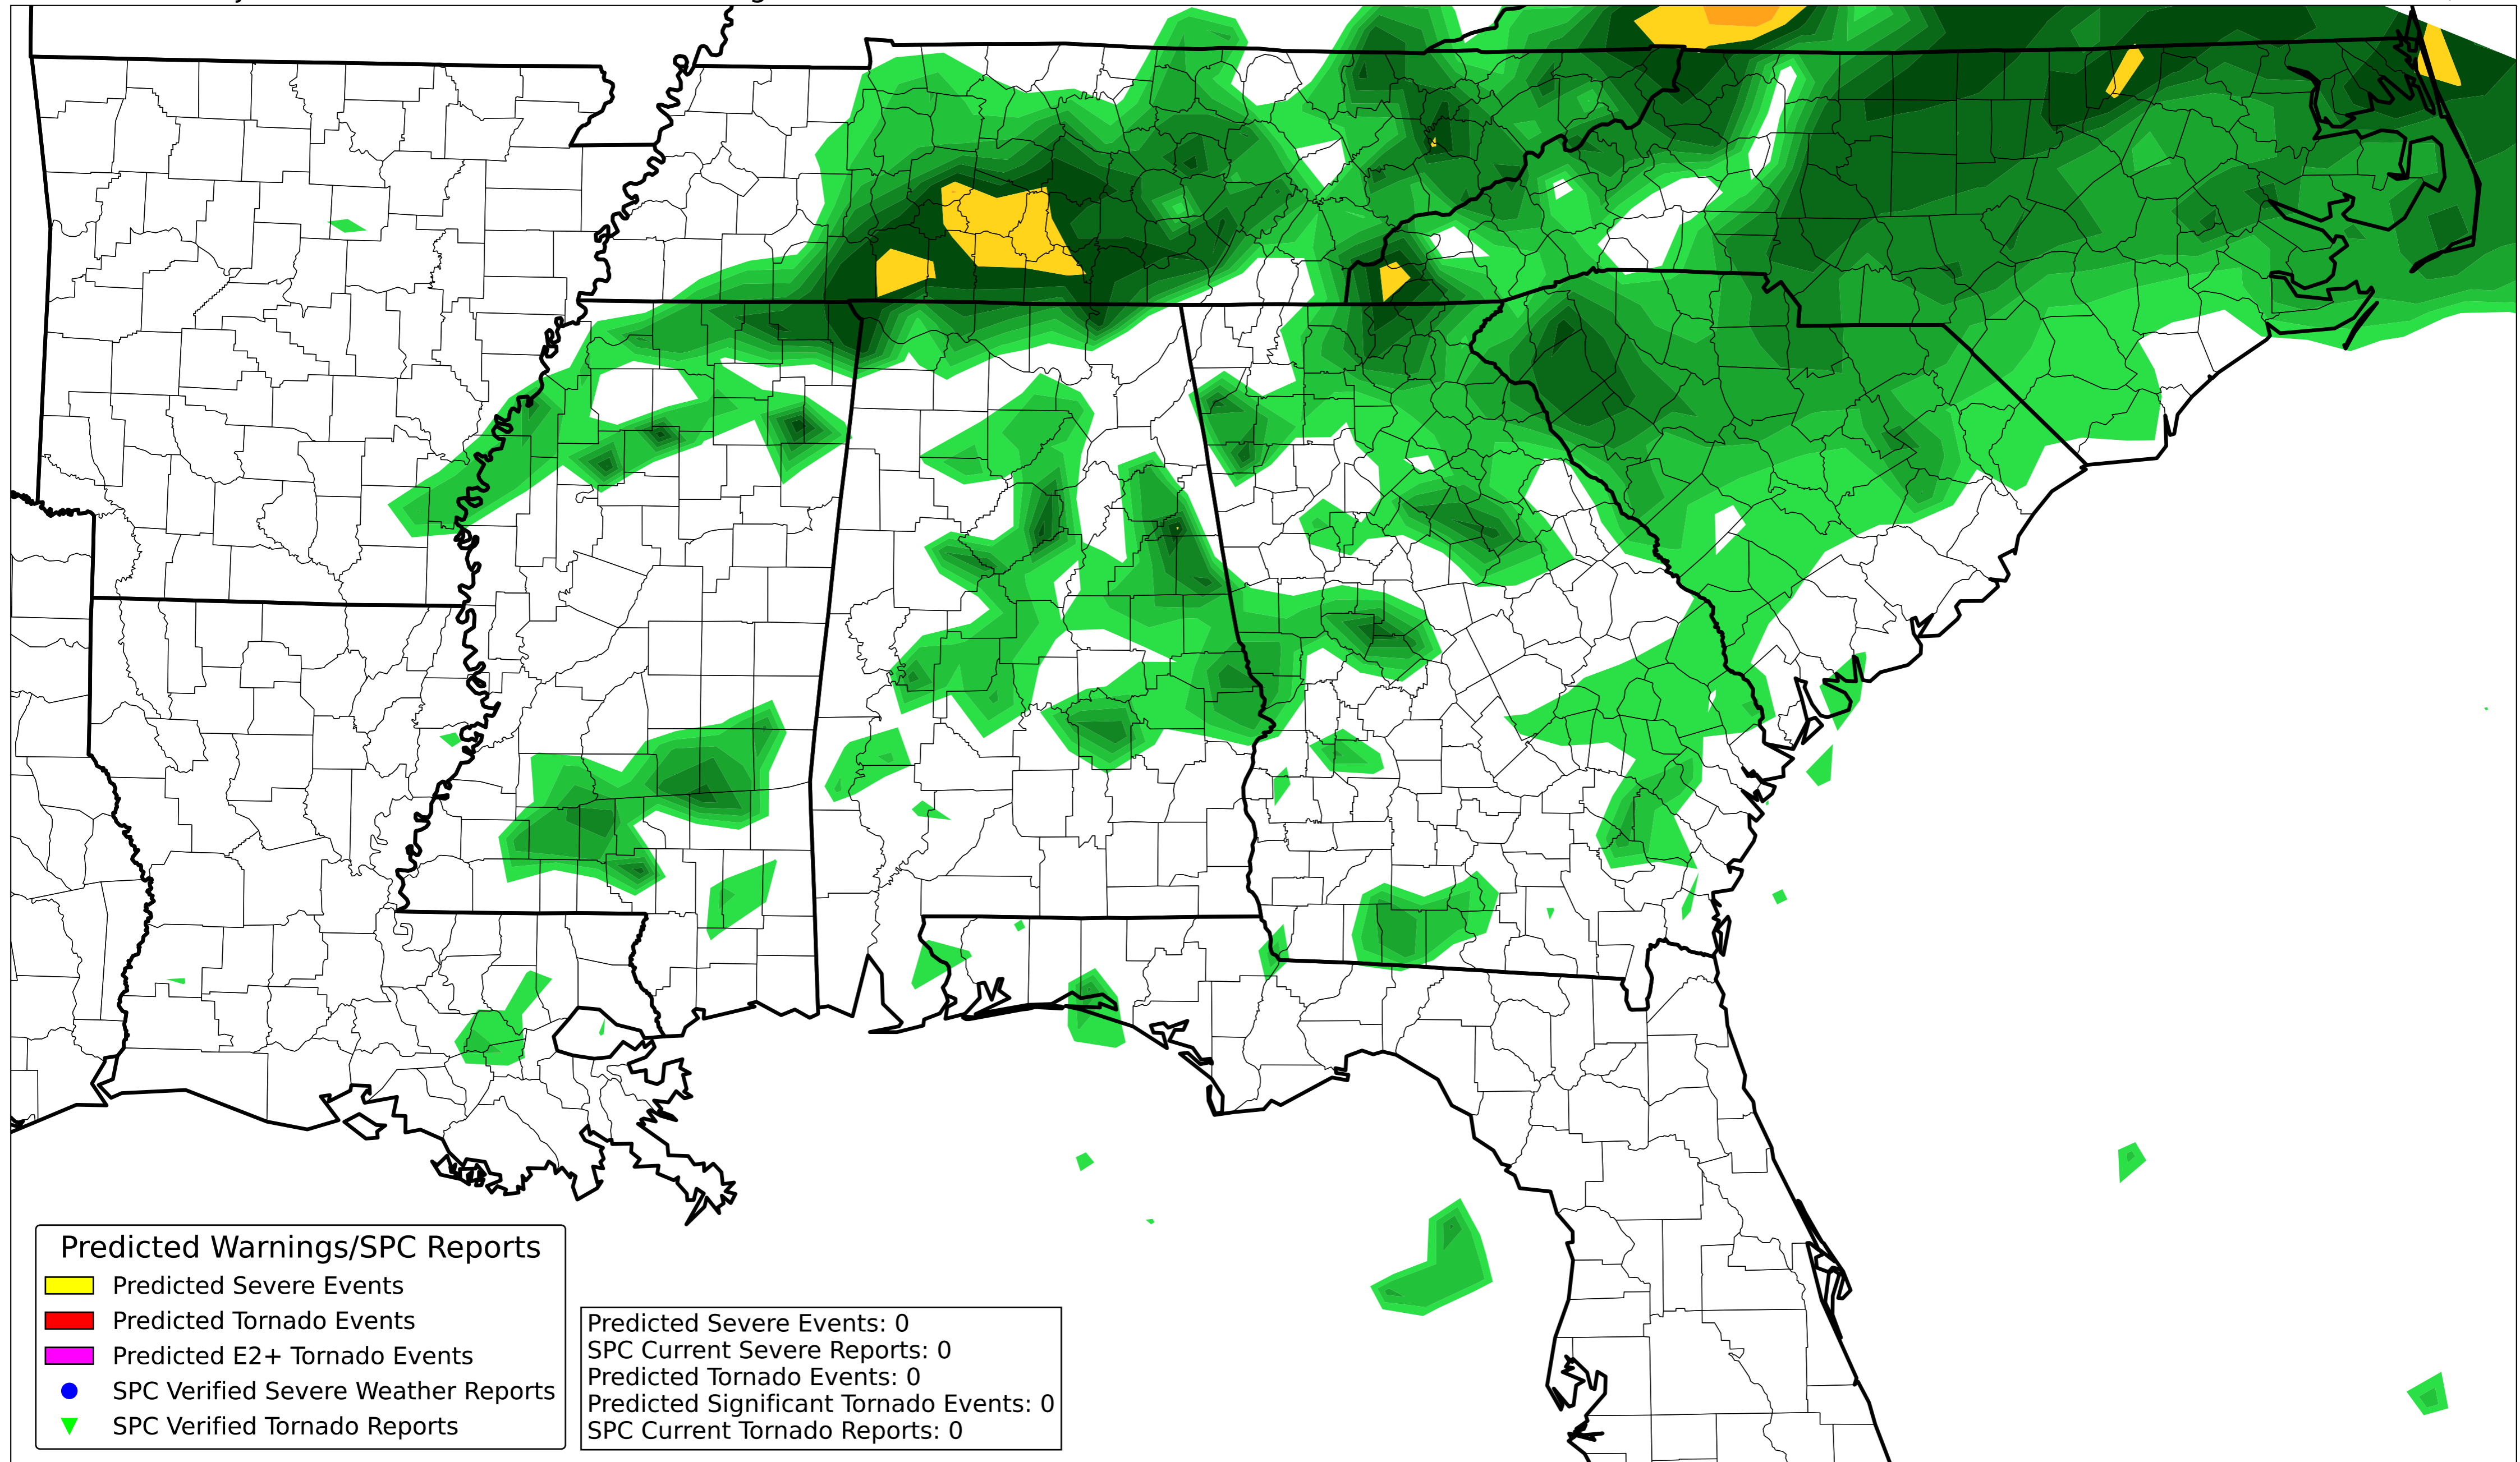 Predicted Warnings/SPC Reports
Predicted Severe Events
Predicted Tornado Events
Predicted E2+ Tornado Events
SPC Verified Severe Weather Reports
SPC Verified Tornado Reports
Predicted Severe Events: 0
SPC Current Severe Reports: 0
Predicted Tornado Events: 0
Predicted Significant Tornado Events: 0
SPC Current Tornado Reports: 0